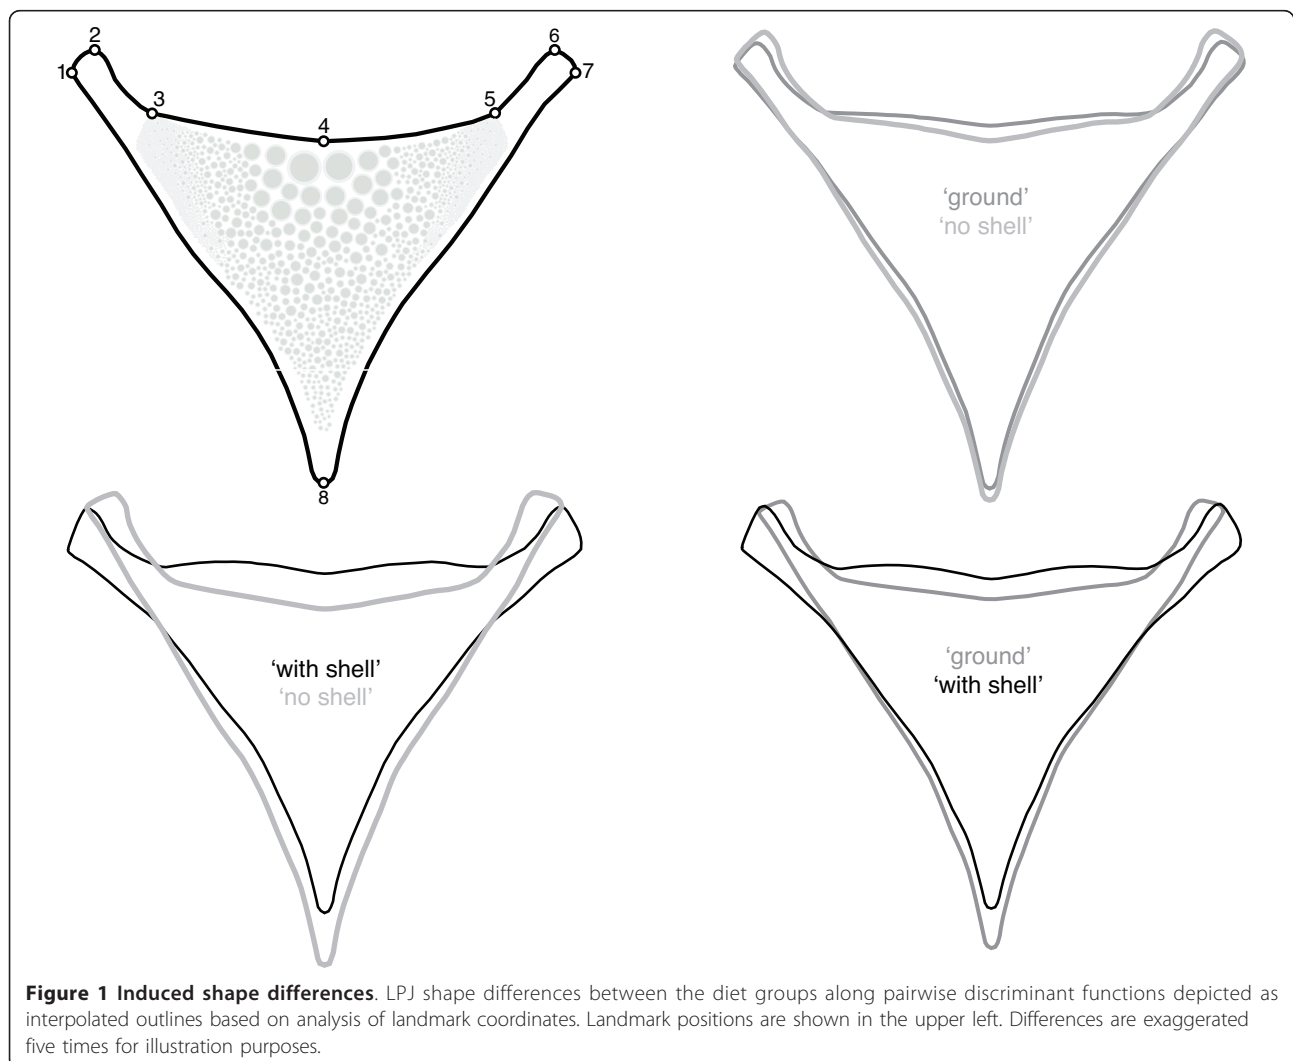 2
6
1
7
3
5
4
8
‘ground’
‘no shell’
‘with shell’
‘no shell’
‘ground’
‘with shell’
Figure 1 Induced shape differences. LPJ shape differences between the diet groups along pairwise discriminant functions depicted as
interpolated outlines based on analysis of landmark coordinates. Landmark positions are shown in the upper left. Differences are exaggerated
five times for illustration purposes.